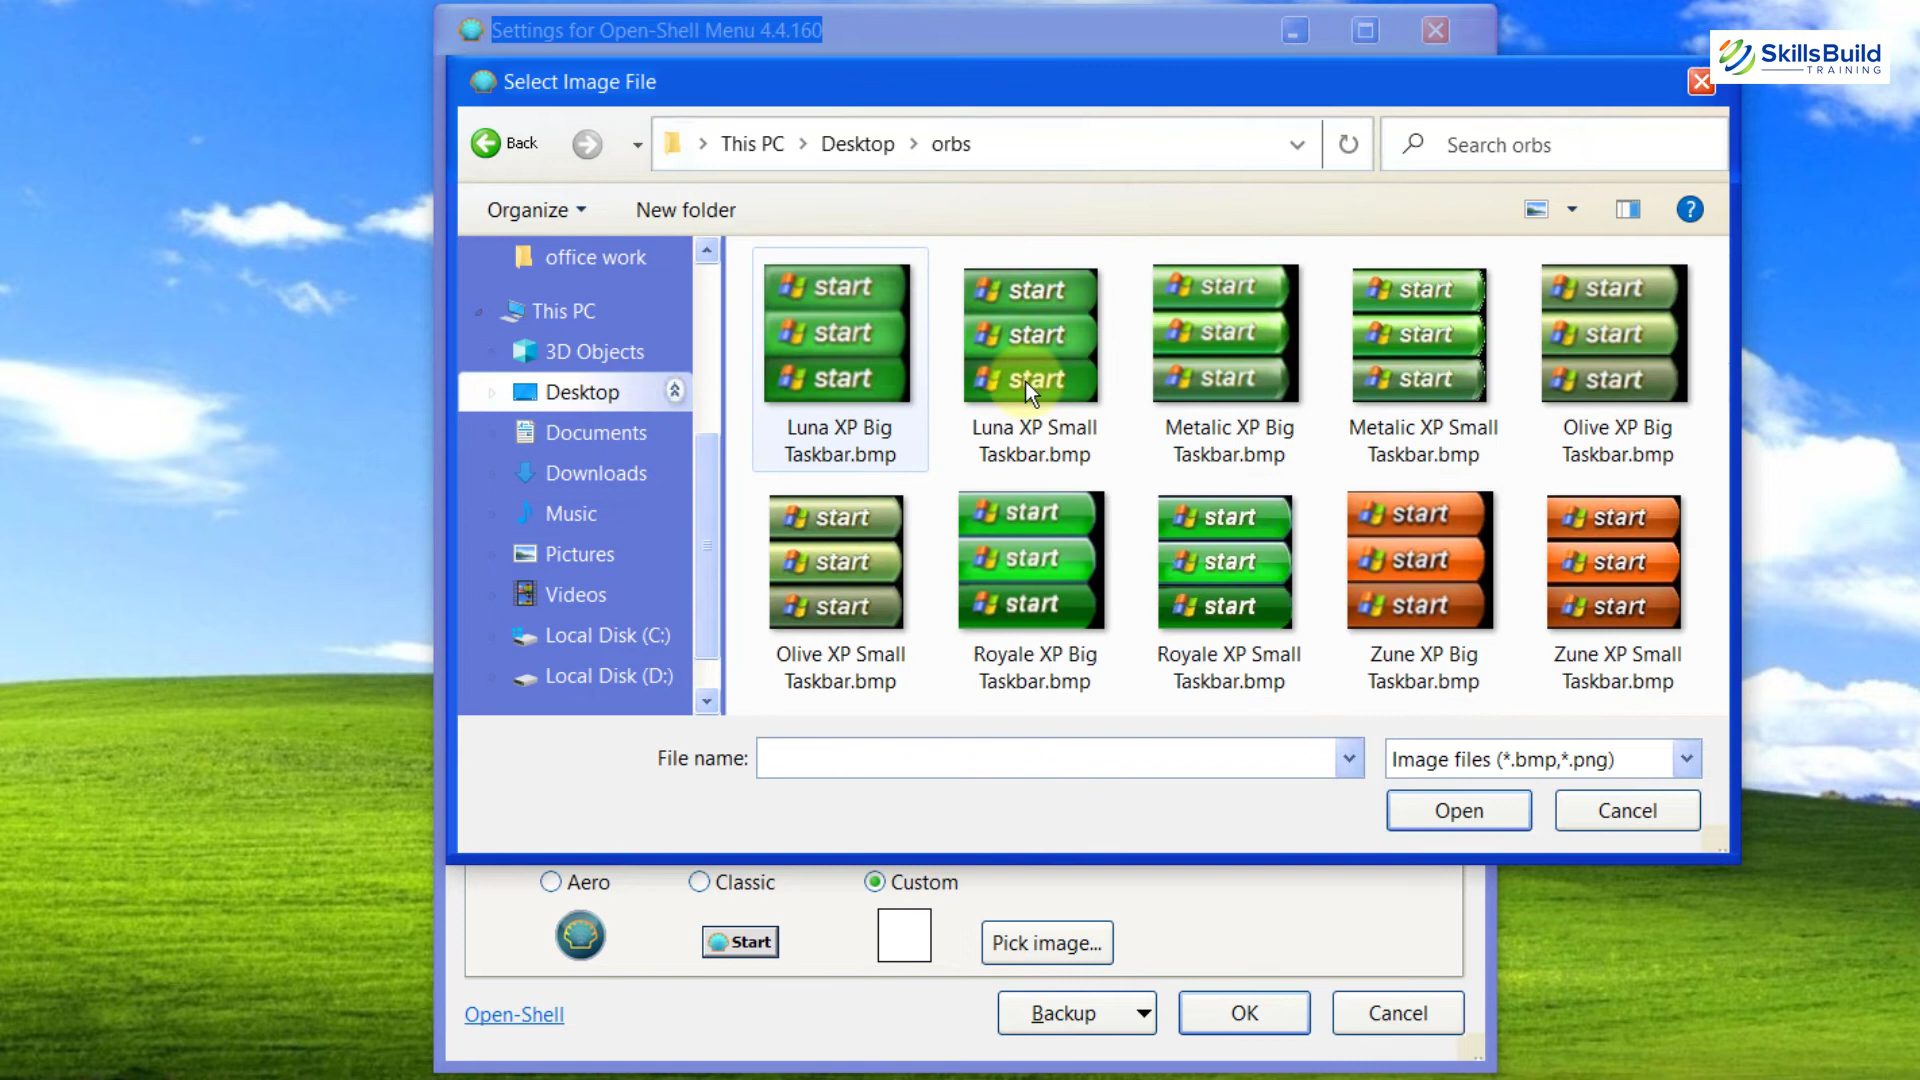 Settings for Open-Shell Menu 4.4.160
SkillsBuild
TRAINING
Select Image File
Back
This PC
Desktop
orbs
Search orbs
Organize
New folder
office work
This PC
3D Objects
Desktop
Documents
Downloads
Music
Pictures
Videos
Local Disk (C:)
Local Disk (D:)
start
start
start
Luna XP Big
Taskbar.bmp
start
start
start
Luna XP Small
Taskbar.bmp
start
start
start
Metalic XP Big
Taskbar.bmp
start
start
start
Metalic XP Small
Taskbar.bmp
start
start
start
Olive XP Big
Taskbar.bmp
start
start
start
Olive XP Small
Taskbar.bmp
start
start
start
Royale XP Big
Taskbar.bmp
start
start
start
Royale XP Small
Taskbar.bmp
start
start
start
Zune XP Big
Taskbar.bmp
start
start
start
Zune XP Small
Taskbar.bmp
File name:
Image files (*.bmp,*.png)
Open
Cancel
Aero
Classic
Custom
Start
Pick image...
Open-Shell
Backup
OK
Cancel